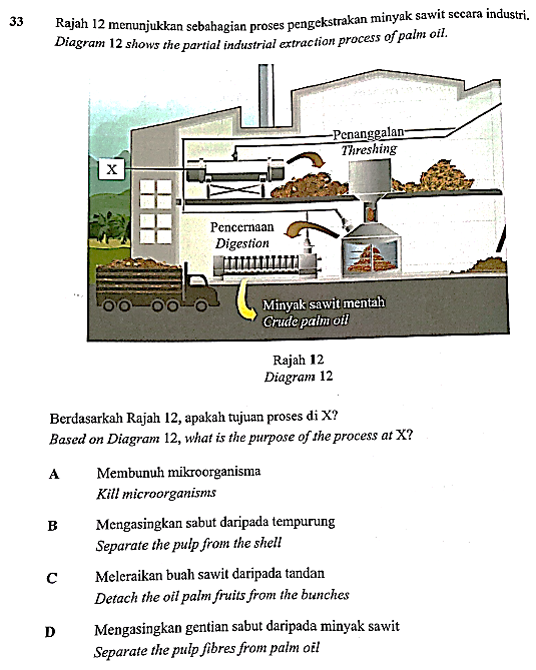 33 Rajah 12 menunjukkan sebahagian proses pengekstrakan minyak sawit secara industri.
Diagram 12 shows the partial industrial extraction process of palm oil.
Penanggalan
Threshing
X
Pencernaan
Digestion
Minyak sawit mentah
Crude palm oil
Rajah 12
Diagram 12
Berdasarkah Rajah 12, apakah tujuan proses di X?
Based on Diagram 12, what is the purpose of the process at X?
A Membunuh mikroorganisma
Kill microorganisms
B Mengasingkan sabut daripada tempurung
Separate the pulp from the shell
C Meleraikan buah sawit daripada tandan
Detach the oil palm fruits from the bunches
D Mengasingkan gentian sabut daripada minyak sawit
Separate the pulp fibres from palm oil